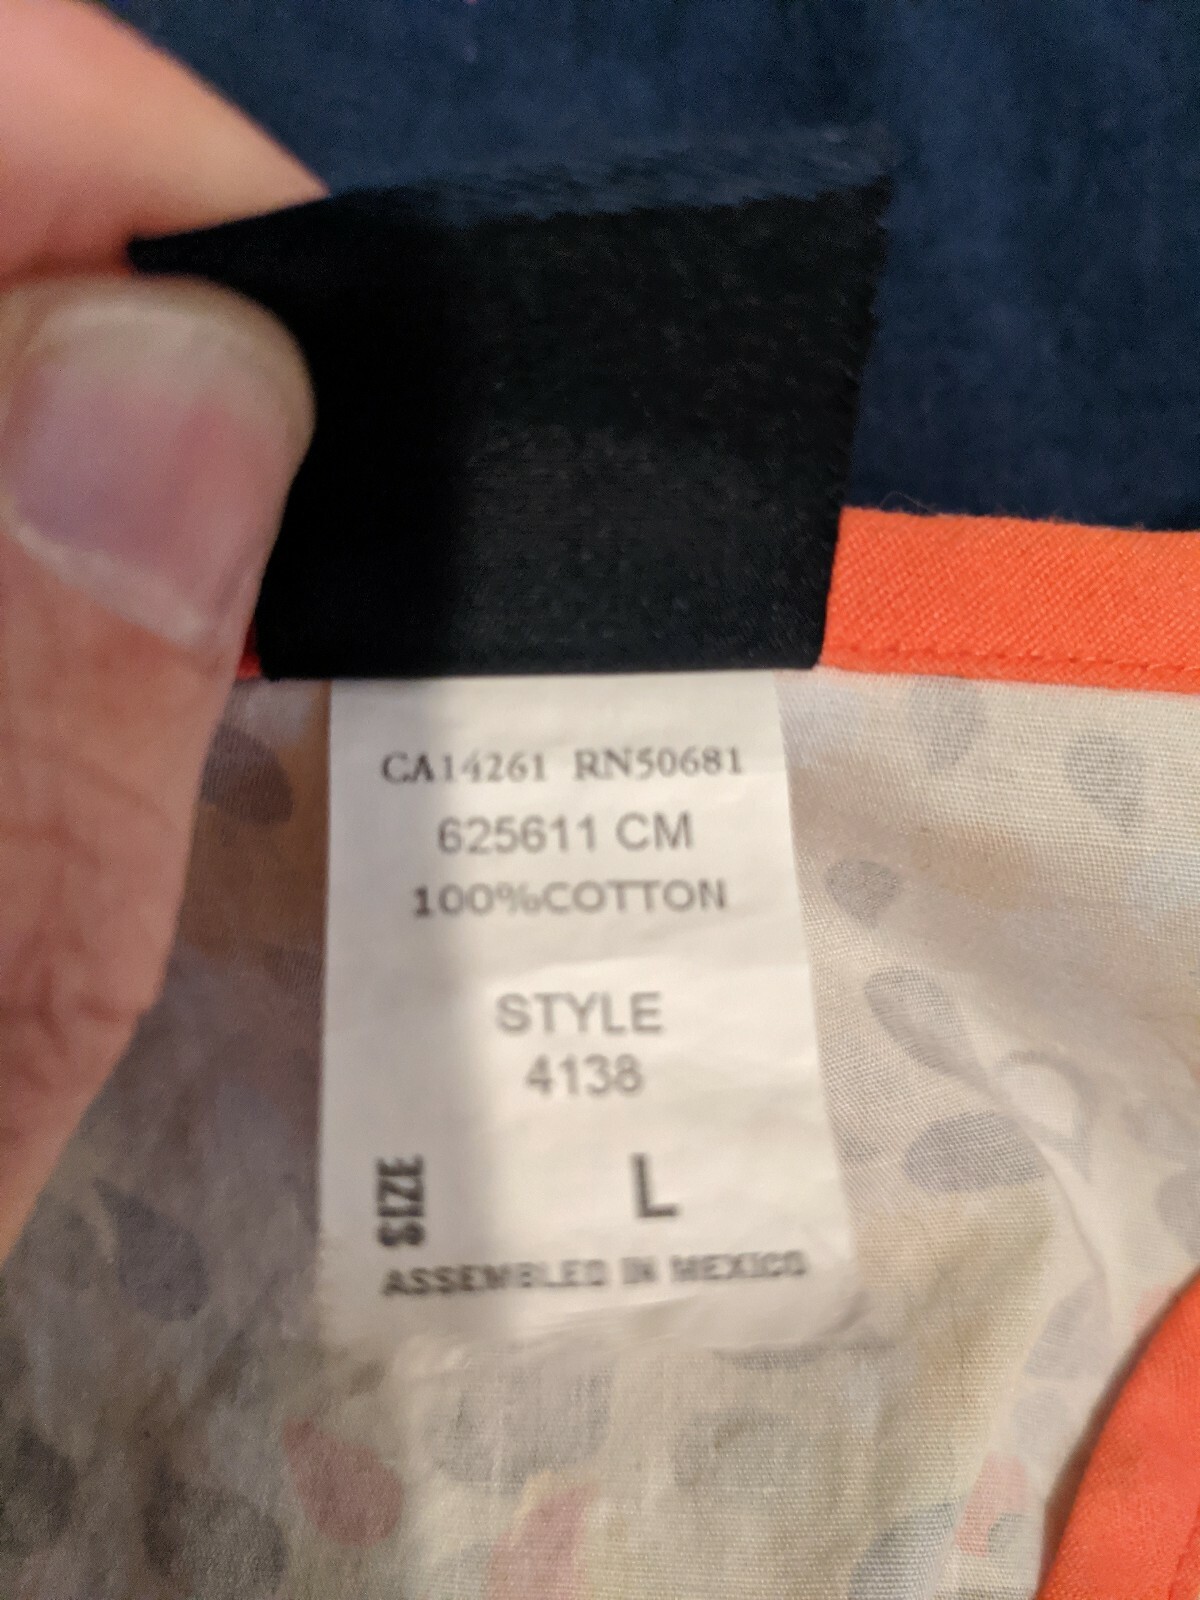 CA14261 RN50681
625611 CM
100%COTTON
STYLE
4138
SIZE L
ASSEMBLED IN MEXICO